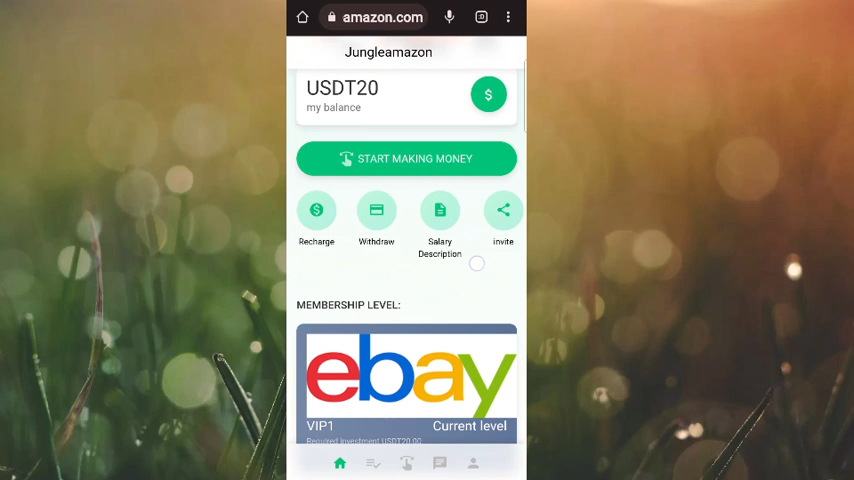 amazon.com
:D
Jungleamazon
USDT20
my balance
$
START MAKING MONEY
Recharge
Withdraw
Salary
Description
invite
MEMBERSHIP LEVEL:
ebay
VIP1
Current level
Required investment USDT20.00